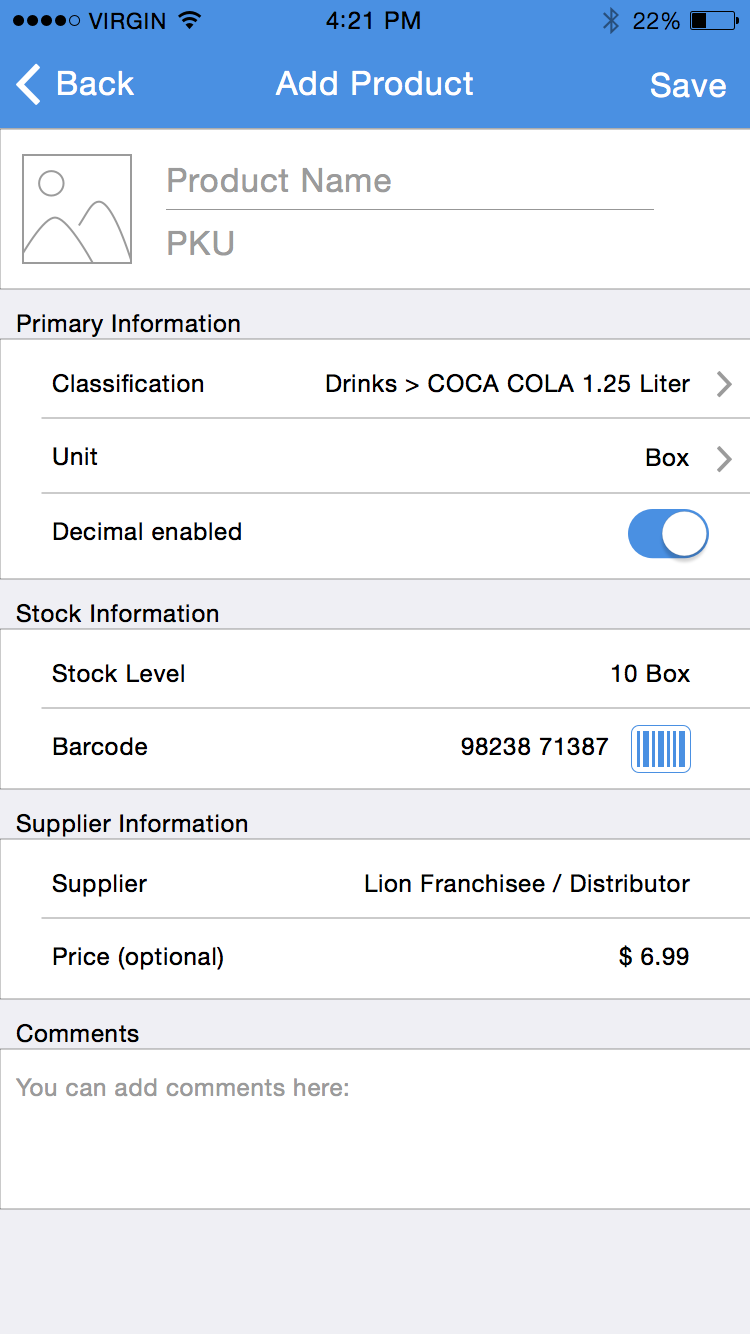 VIRGIN 4:21 PM 22%
Back Add Product Save
Product Name
PKU
Primary Information
Classification Drinks > COCA COLA 1.25 Liter
Unit Box
Decimal enabled
Stock Information
Stock Level 10 Box
Barcode 98238 71387
Supplier Information
Supplier Lion Franchisee / Distributor
Price (optional) $ 6.99
Comments
You can add comments here: